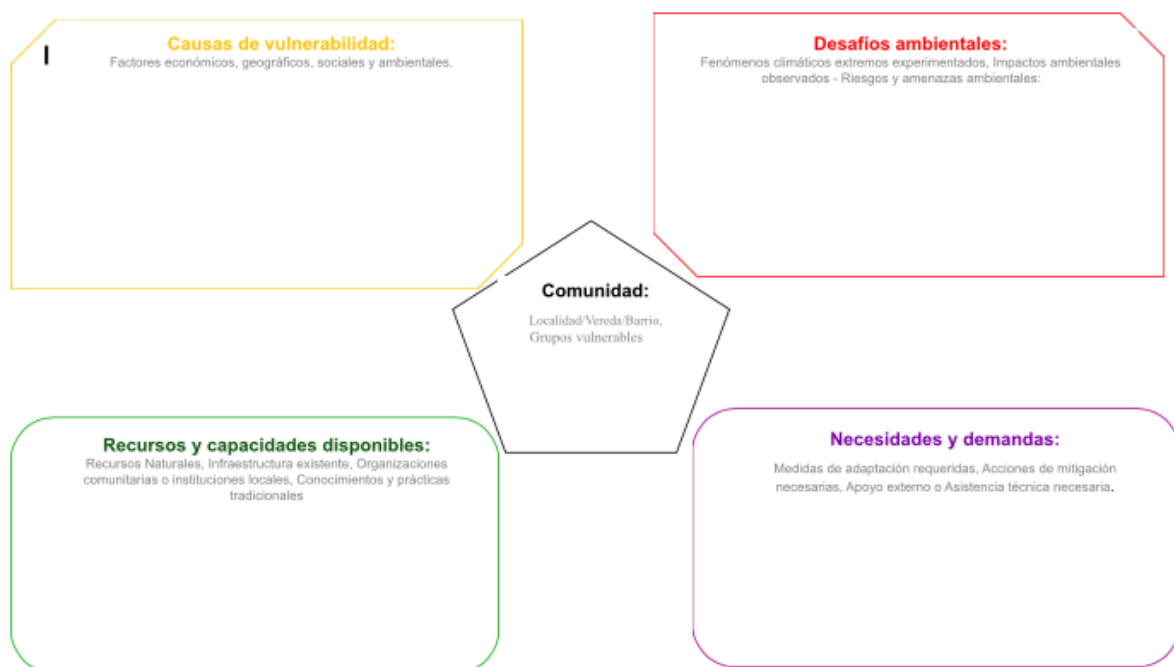 Causas de vulnerabilidad:
Factores económicos, geográficos, sociales y ambientales.
Desafíos ambientales:
Fenómenos climáticos extremos experimentados, Impactos ambientales
observados - Riesgos y amenazas ambientales:
Comunidad:
Localidad/Vereda/Barrio,
Grupos vulnerables
Recursos y capacidades disponibles:
Recursos Naturales, Infraestructura existente, Organizaciones
comunitarias o instituciones locales, Conocimientos y prácticas
tradicionales
Necesidades y demandas:
Medidas de adaptación requeridas, Acciones de mitigación
necesarias, Apoyo externo o Asistencia técnica necesaria.